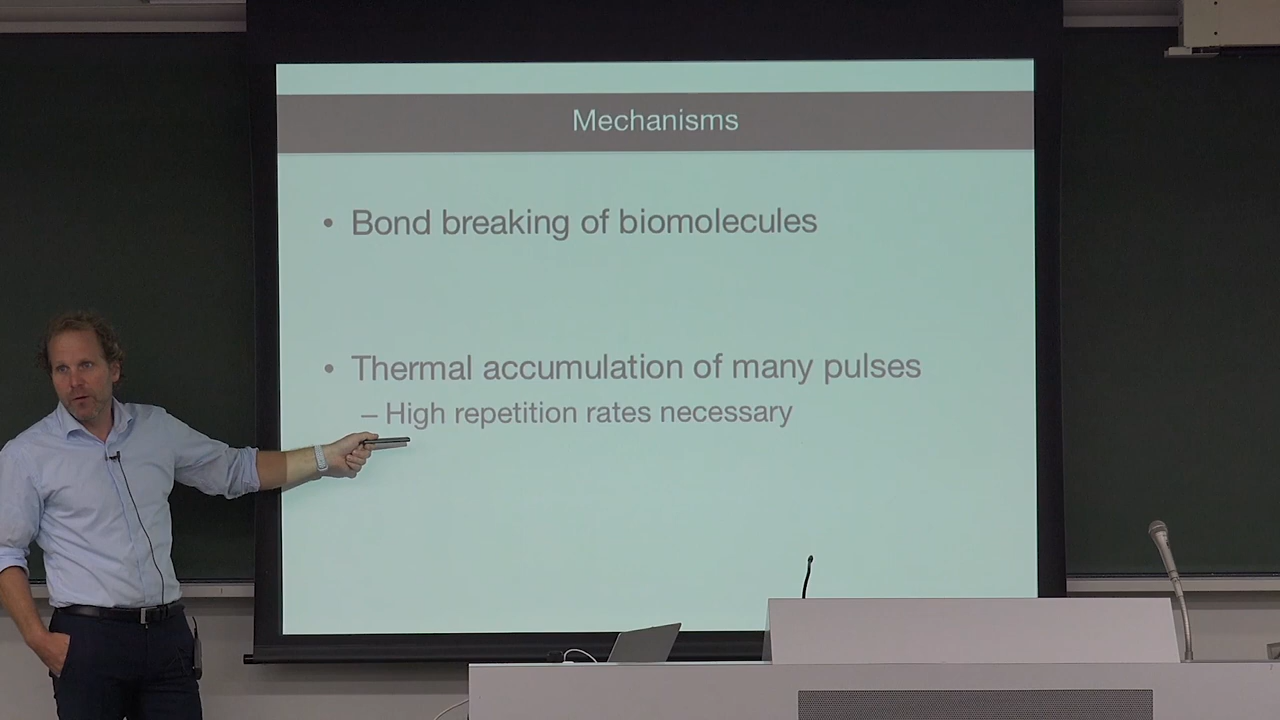 Mechanisms
• Bond breaking of biomolecules
• Thermal accumulation of many pulses
– High repetition rates necessary